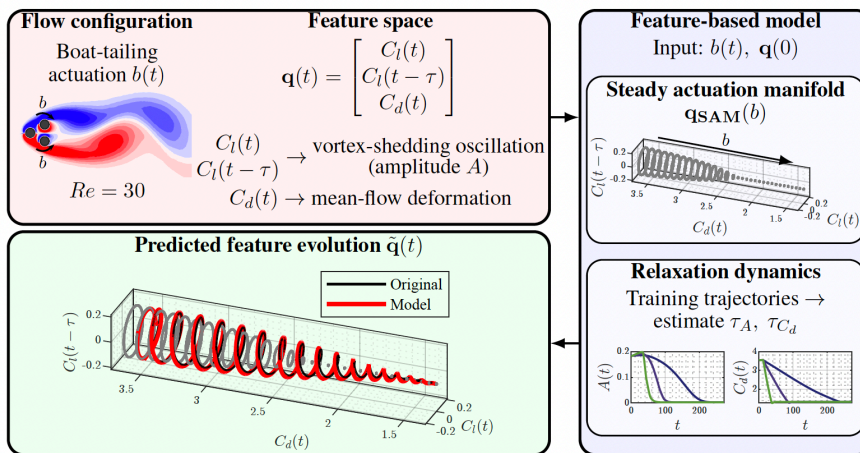 Flow configuration
Boat-tailing
actuation b(t)
b
b
Re = 30
Feature space
q(t) = [ C_l(t)
C_l(t − τ)
C_d(t) ]
C_l(t)
C_l(t − τ) → vortex-shedding oscillation
(amplitude A)
C_d(t) → mean-flow deformation
Feature-based model
Input: b(t), q(0)
Steady actuation manifold
q_SAM(b)
b
C_l(t − τ)
0.2
0
-0.2
3.5
3
2.5
2
1.5
C_d(t)
0.2
0
-0.2
C_l(t)
Relaxation dynamics
Training trajectories →
estimate τ_A, τ_{C_d}
A(t)
0.2
0.1
0
0
200
t
C_d(t)
4
3
2
0
200
t
Predicted feature evolution q̃(t)
Original
Model
C_l(t − τ)
0.2
0
-0.2
3.5
3
2.5
2
1.5
C_d(t)
0.2
0
-0.2
C_l(t)